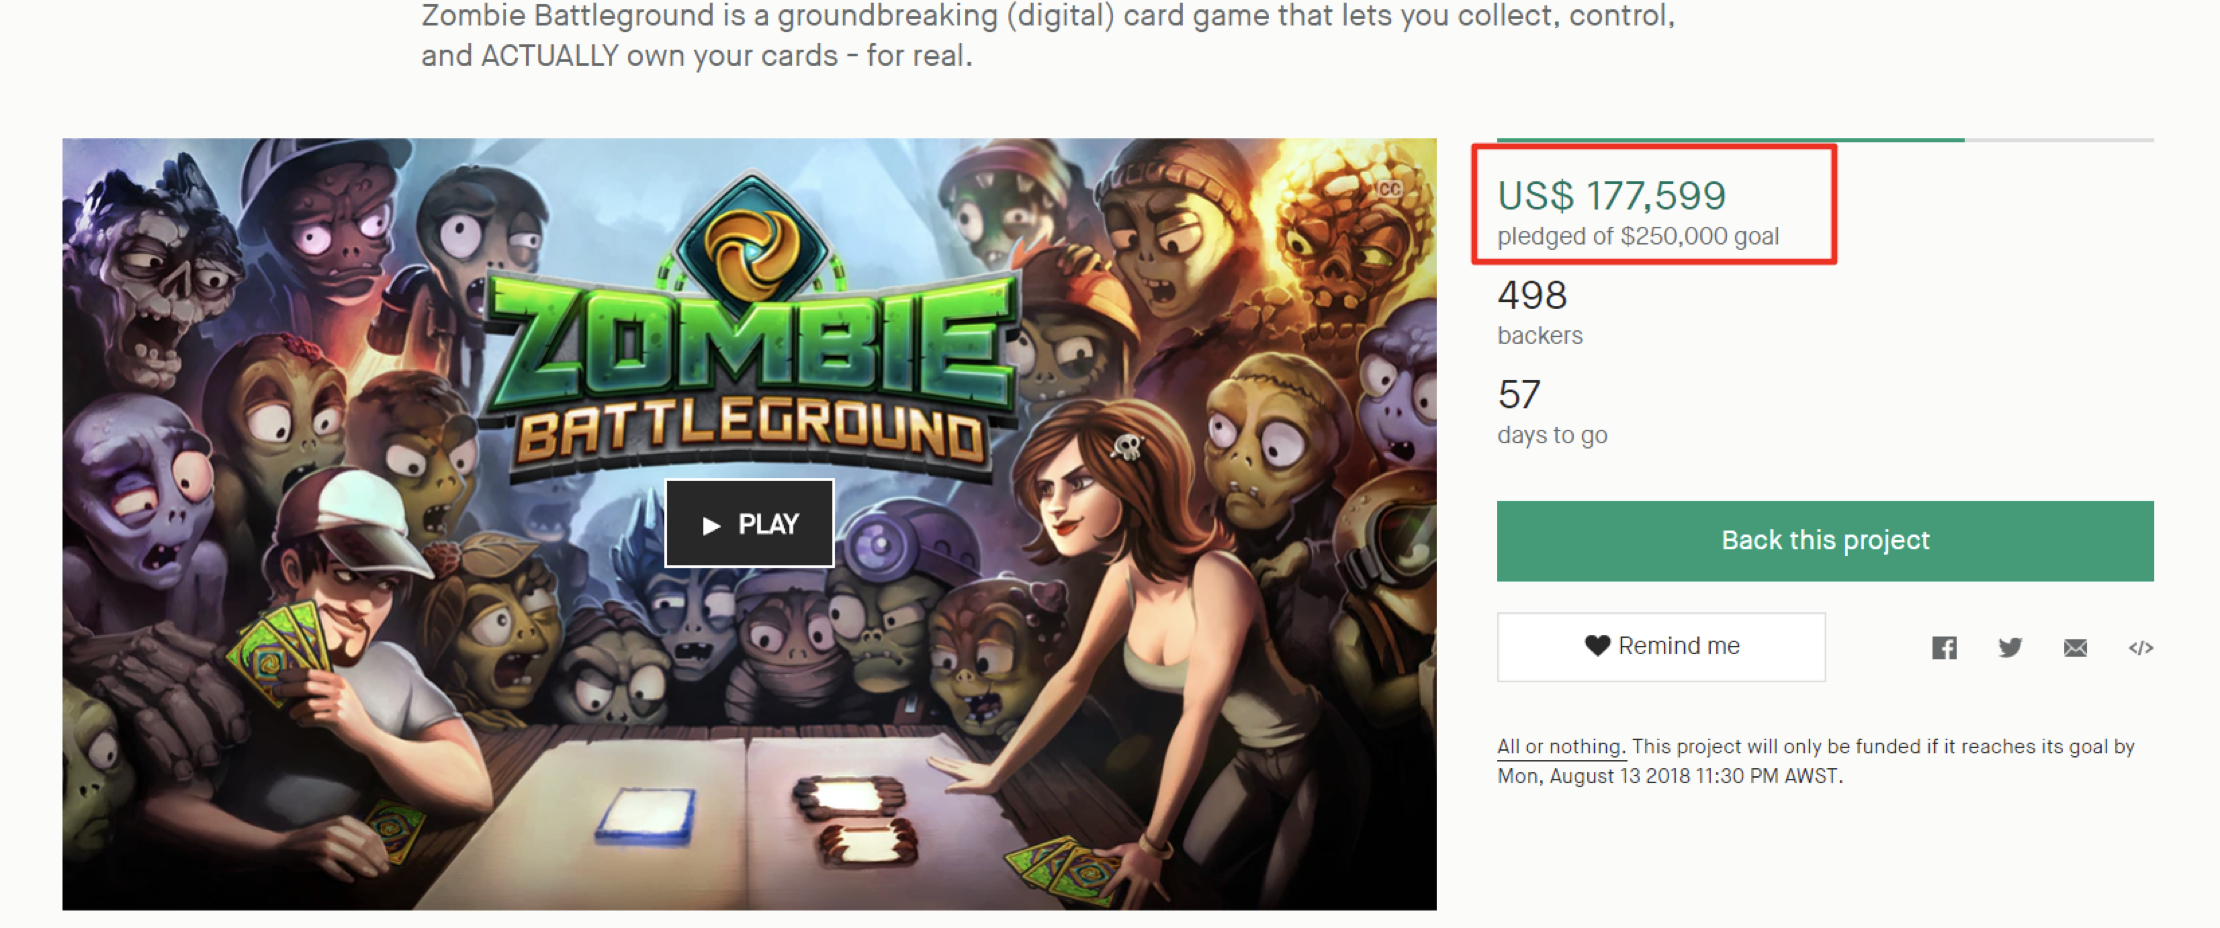 Zombie Battleground is a groundbreaking (digital) card game that lets you collect, control,
and ACTUALLY own your cards - for real.
CC
ZOMBIE
BATTLEGROUND
PLAY
US$ 177,599
pledged of $250,000 goal
498
backers
57
days to go
Back this project
Remind me
</>
All or nothing. This project will only be funded if it reaches its goal by
Mon, August 13 2018 11:30 PM AWST.